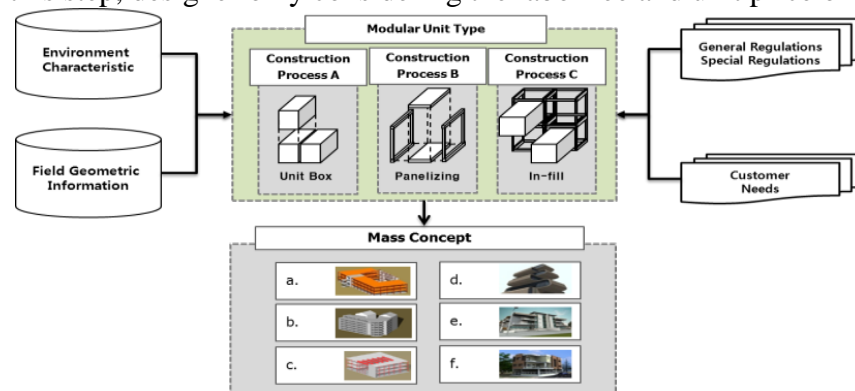 Modular Unit Type
Environment
Characteristic
Field Geometric
Information
Construction
Process A
Construction
Process B
Construction
Process C
Unit Box
Panelizing
In-fill
General Regulations
Special Regulations
Customer
Needs
Mass Concept
a.
b.
c.
d.
e.
f.